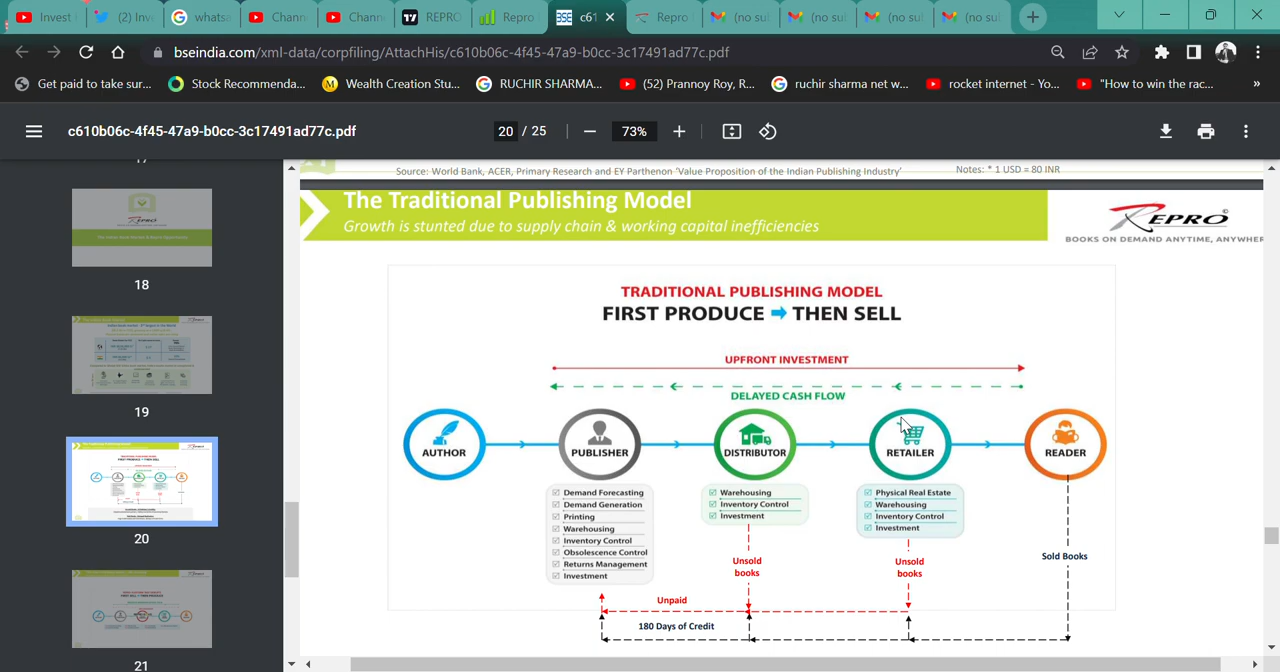 Invest
(2) Inve
whats
Chann
Chann
REPRO
Repro
c61
Repro
(no su
(no su
(no su
(no su
bseindia.com/xml-data/corpfiling/AttachHis/c610b06c-4f45-47a9-b0cc-3c17491ad77c.pdf
Get paid to take sur...
Stock Recommenda...
Wealth Creation Stu...
RUCHIR SHARMA...
(52) Prannoy Roy, R...
ruchir sharma net w...
rocket internet - Yo...
"How to win the rac...
c610b06c-4f45-47a9-b0cc-3c17491ad77c.pdf
20 / 25
73%
18
19
20
21
Source: World Bank, ACER, Primary Research and EY Parthenon 'Value Proposition of the Indian Publishing Industry'
Notes: * 1 USD = 80 INR
The Traditional Publishing Model
Growth is stunted due to supply chain & working capital inefficiencies
REPRO
BOOKS ON DEMAND ANYTIME, ANYWHER
TRADITIONAL PUBLISHING MODEL
FIRST PRODUCE THEN SELL
UPFRONT INVESTMENT
DELAYED CASH FLOW
AUTHOR
PUBLISHER
DISTRIBUTOR
RETAILER
READER
Demand Forecasting
Demand Generation
Printing
Warehousing
Inventory Control
Obsolescence Control
Returns Management
Investment
Warehousing
Inventory Control
Investment
Physical Real Estate
Warehousing
Inventory Control
Investment
Unsold
books
Unsold
books
Sold Books
Unpaid
180 Days of Credit